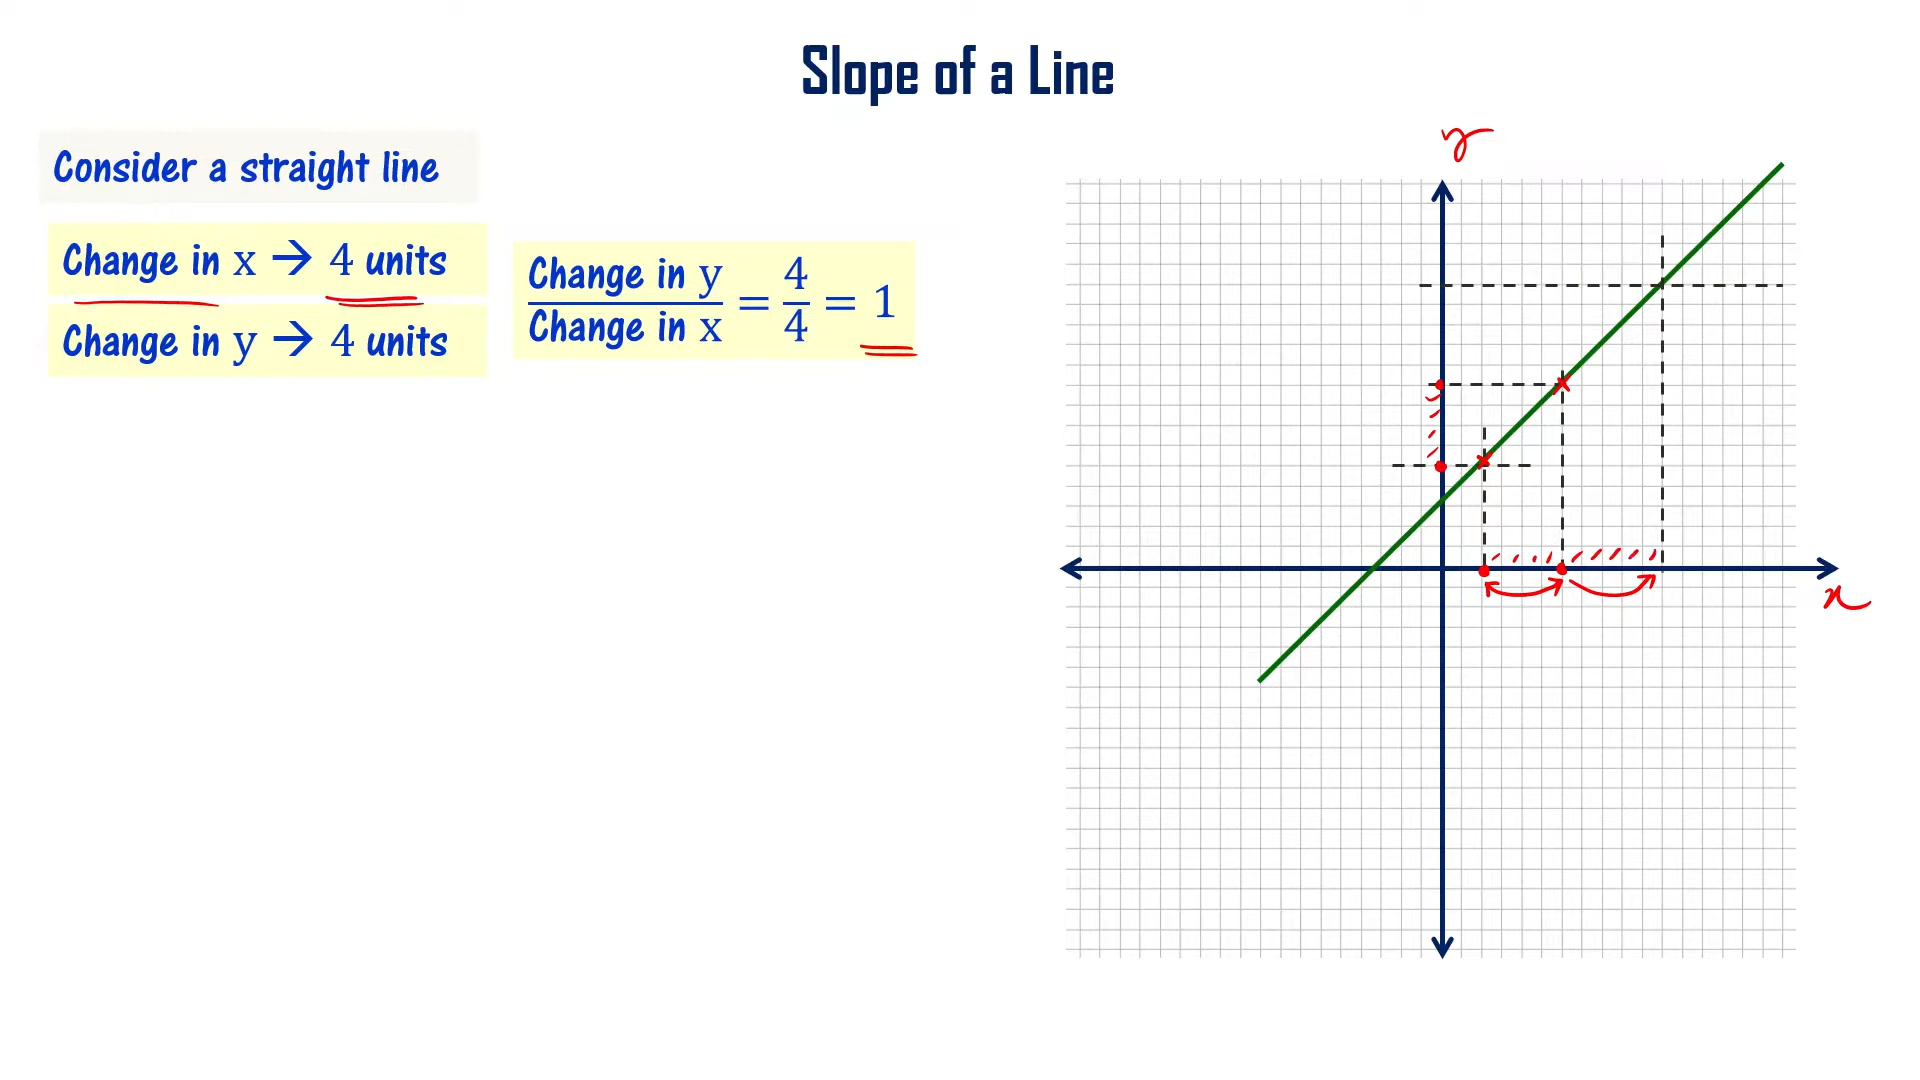 Slope of a Line
Consider a straight line
Change in x → 4 units
Change in y → 4 units
Change in y / Change in x = 4/4 = 1
y
x